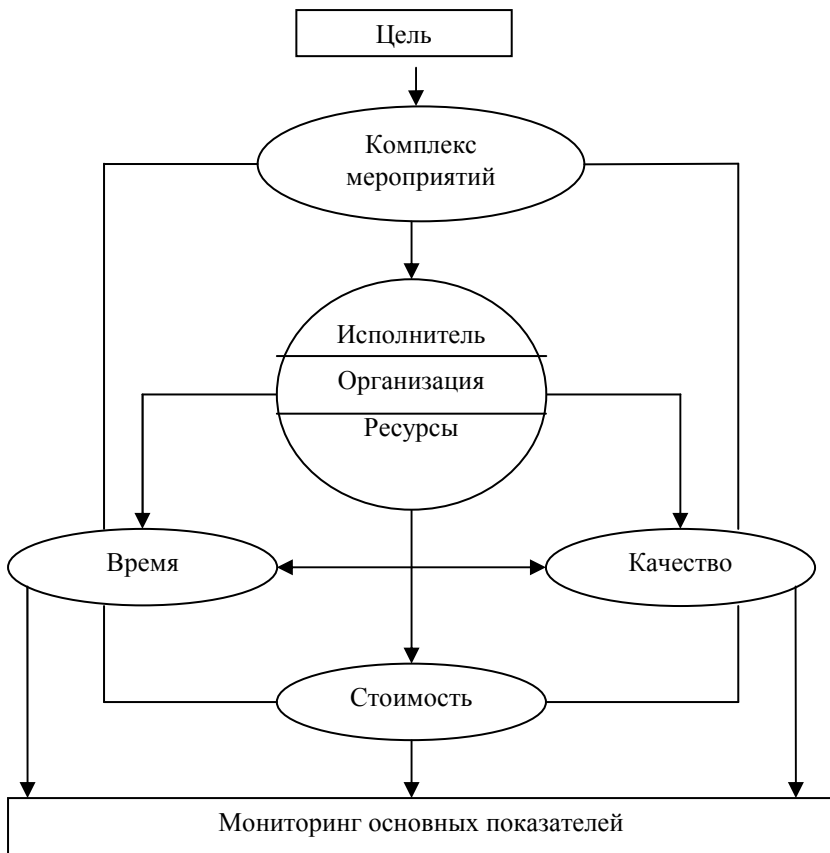 Цель
Комплекс
мероприятий
Исполнитель
Организация
Ресурсы
Время
Качество
Стоимость
Мониторинг основных показателей